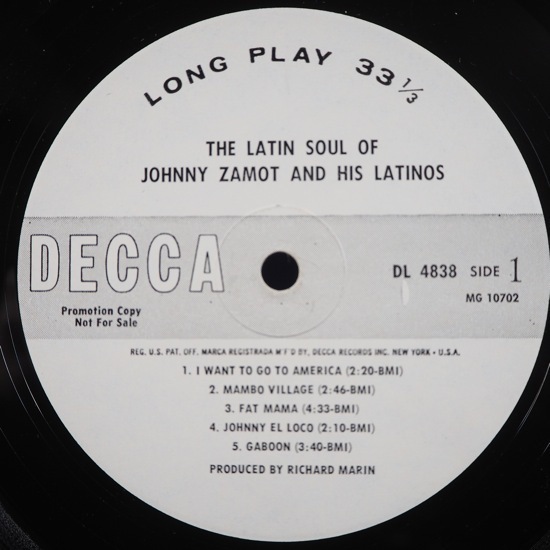 LONG PLAY 33 1/3
THE LATIN SOUL OF
JOHNNY ZAMOT AND HIS LATINOS
DECCA
DL 4838 SIDE 1
MG 10702
Promotion Copy
Not For Sale
REG. U.S. PAT. OFF. MARCA REGISTRADA M'F'D BY, DECCA RECORDS INC. NEW YORK • U.S.A.
1. I WANT TO GO TO AMERICA (2:20-BMI)
2. MAMBO VILLAGE (2:46-BMI)
3. FAT MAMA (4:33-BMI)
4. JOHNNY EL LOCO (2:10-BMI)
5. GABOON (3:40-BMI)
PRODUCED BY RICHARD MARIN